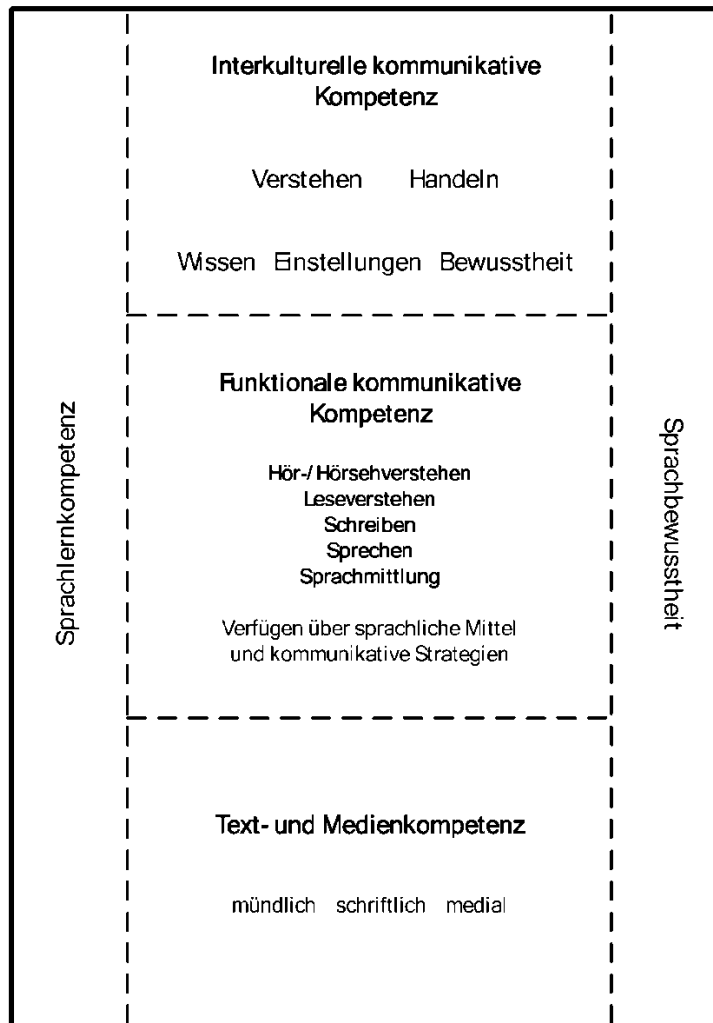 Interkulturelle kommunikative
Kompetenz
Verstehen Handeln
Wissen Einstellungen Bewusstheit
Sprachlernkompetenz
Funktionale kommunikative
Kompetenz
Hör-/ Hörsehverstehen
Leseverstehen
Schreiben
Sprechen
Sprachmittlung
Verfügen über sprachliche Mittel
und kommunikative Strategien
Sprachbewusstheit
Text- und Medienkompetenz
mündlich schriftlich medial